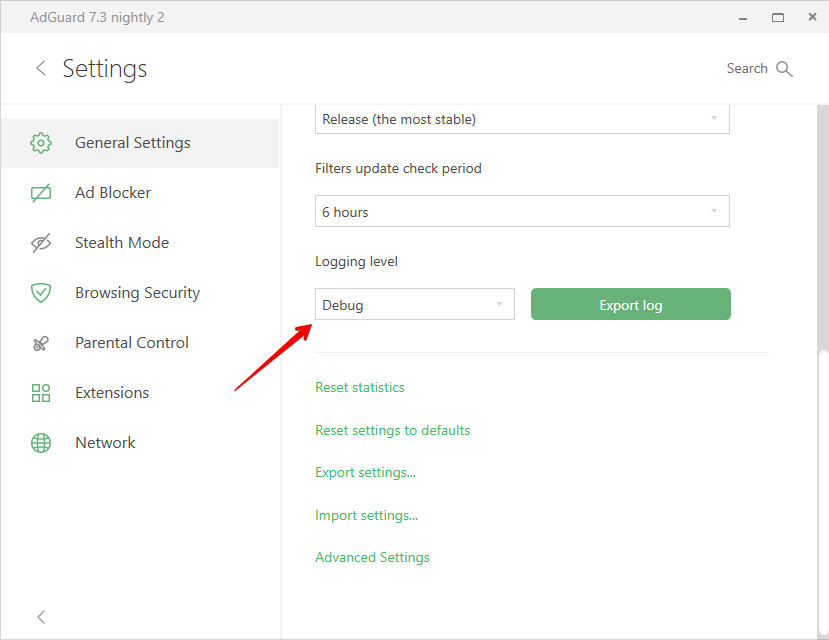 AdGuard 7.3 nightly 2
Settings
Search
General Settings
Ad Blocker
Stealth Mode
Browsing Security
Parental Control
Extensions
Network
Release (the most stable)
Filters update check period
6 hours
Logging level
Debug
Export log
Reset statistics
Reset settings to defaults
Export settings...
Import settings...
Advanced Settings